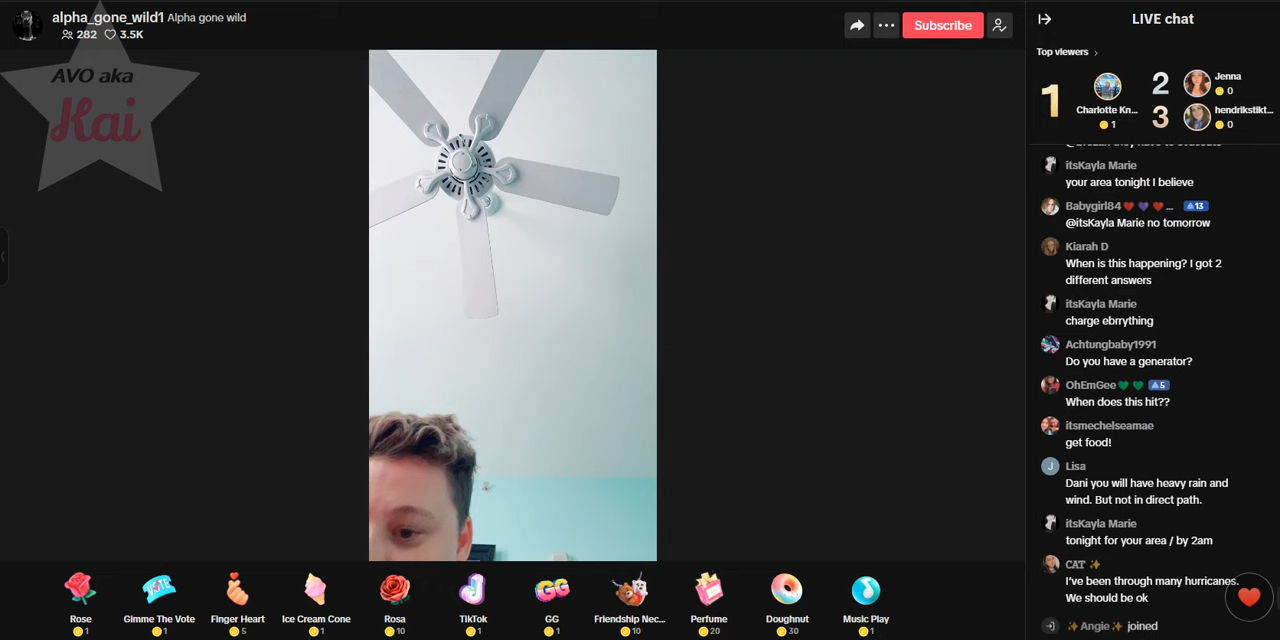 alpha_gone_wild1 Alpha gone wild
282 3.5K
Subscribe
AVO aka
Kai
LIVE chat
Top viewers
1
Charlotte Kn...
1
2
Jenna
0
3
hendrikstikt...
0
itsKayla Marie
your area tonight I believe
Babygirl84 ... 13
@itsKayla Marie no tomorrow
Kiarah D
When is this happening? I got 2
different answers
itsKayla Marie
charge ebrrything
Achtungbaby1991
Do you have a generator?
OhEmGee 5
When does this hit??
itsmechelseamae
get food!
J Lisa
Dani you will have heavy rain and
wind. But not in direct path.
itsKayla Marie
tonight for your area / by 2am
CAT
I've been through many hurricanes.
We should be ok
Angie joined
VOTE
GG
Rose
1
Gimme The Vote
1
Finger Heart
5
Ice Cream Cone
1
Rosa
10
TikTok
1
GG
1
Friendship Nec...
10
Perfume
20
Doughnut
30
Music Play
1